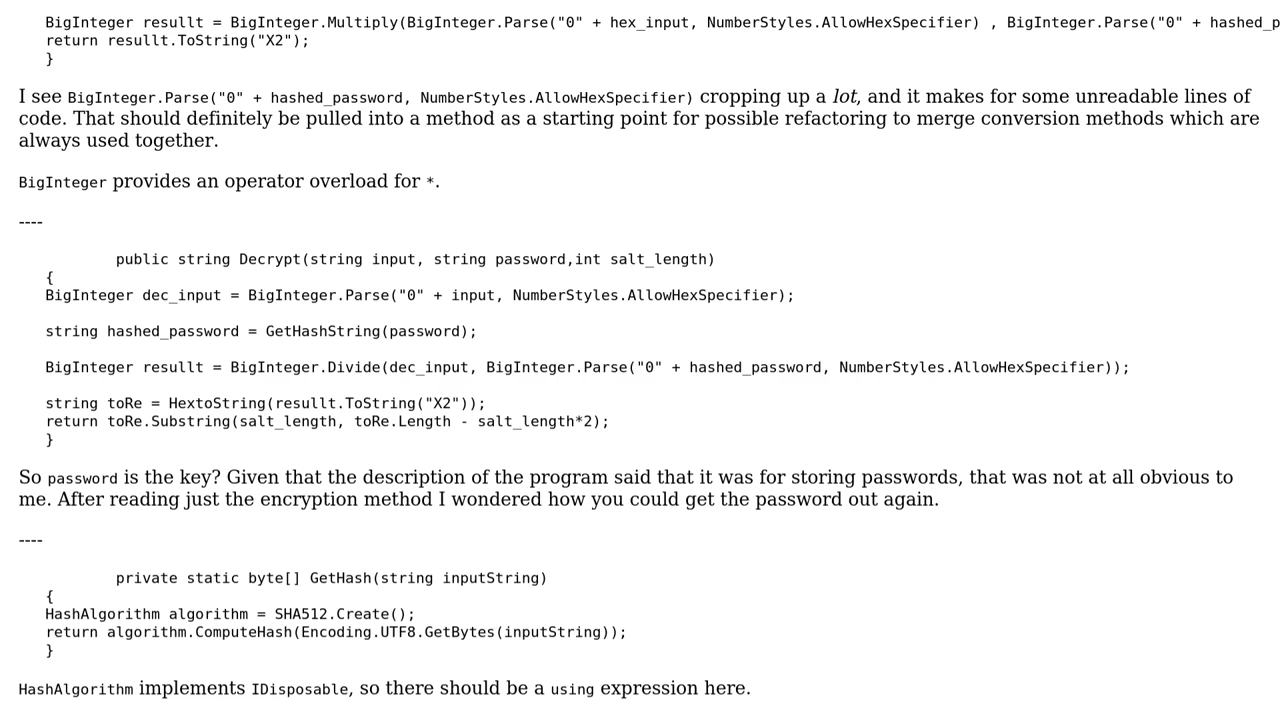 BigInteger resullt = BigInteger.Multiply(BigInteger.Parse("0" + hex_input, NumberStyles.AllowHexSpecifier) , BigInteger.Parse("0" + hashed_p
return resullt.ToString("X2");
}
I see BigInteger.Parse("0" + hashed_password, NumberStyles.AllowHexSpecifier) cropping up a lot, and it makes for some unreadable lines of
code. That should definitely be pulled into a method as a starting point for possible refactoring to merge conversion methods which are
always used together.
BigInteger provides an operator overload for *.
----
public string Decrypt(string input, string password,int salt_length)
{
BigInteger dec_input = BigInteger.Parse("0" + input, NumberStyles.AllowHexSpecifier);
string hashed_password = GetHashString(password);
BigInteger resullt = BigInteger.Divide(dec_input, BigInteger.Parse("0" + hashed_password, NumberStyles.AllowHexSpecifier));
string toRe = HextoString(resullt.ToString("X2"));
return toRe.Substring(salt_length, toRe.Length - salt_length*2);
}
So password is the key? Given that the description of the program said that it was for storing passwords, that was not at all obvious to
me. After reading just the encryption method I wondered how you could get the password out again.
----
private static byte[] GetHash(string inputString)
{
HashAlgorithm algorithm = SHA512.Create();
return algorithm.ComputeHash(Encoding.UTF8.GetBytes(inputString));
}
HashAlgorithm implements IDisposable, so there should be a using expression here.